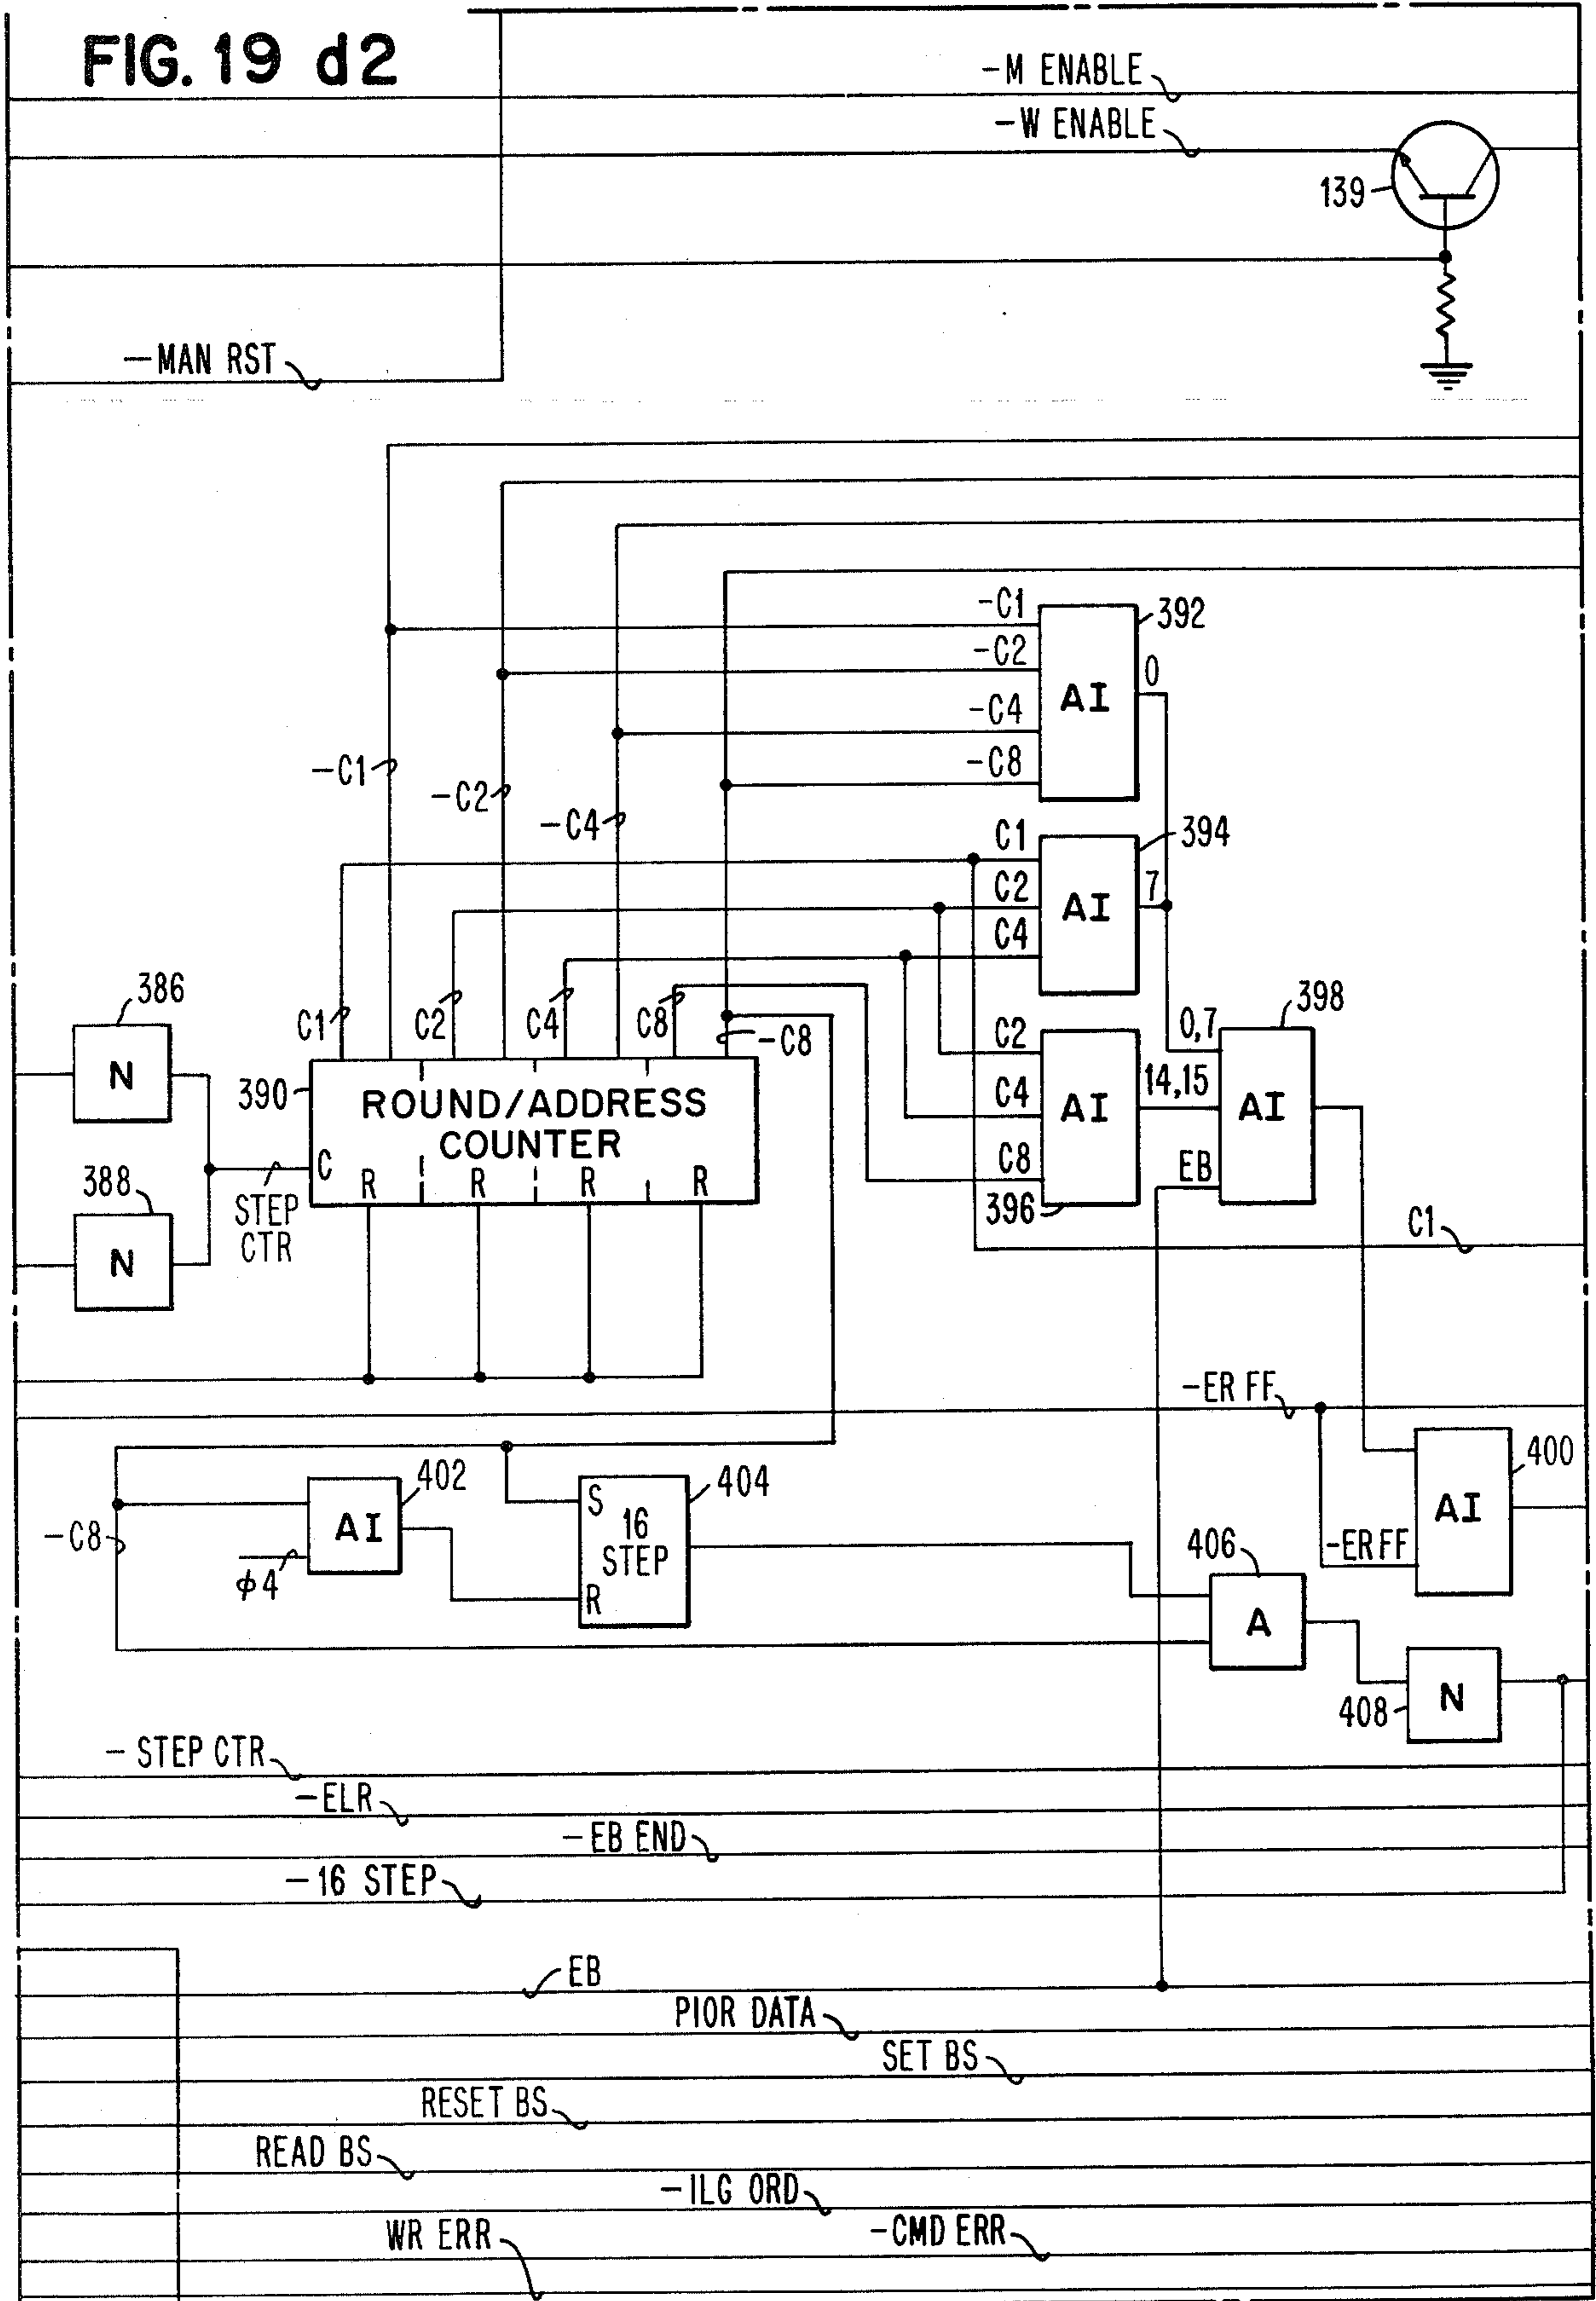 FIG. 19 d2
-M ENABLE
-W ENABLE
139
-MAN RST
-C1
392
-C2
0
AI
-C4
-C1
-C8
-C2
-C4
C1
394
C2
7
AI
C4
386
398
C1
C2
C4
C8
-C8
0,7
N
C2
14,15
390
ROUND/ADDRESS
COUNTER
C4
AI
AI
C
R
R
R
R
C8
EB
388
STEP
CTR
396
N
C1
-ER FF
402
404
400
S
AI
16
STEP
AI
-C8
406
-ER FF
φ4
R
A
408
N
- STEP CTR
-ELR
-EB END
-16 STEP
EB
PIOR DATA
SET BS
RESET BS
READ BS
-ILG ORD
WR ERR
-CMD ERR